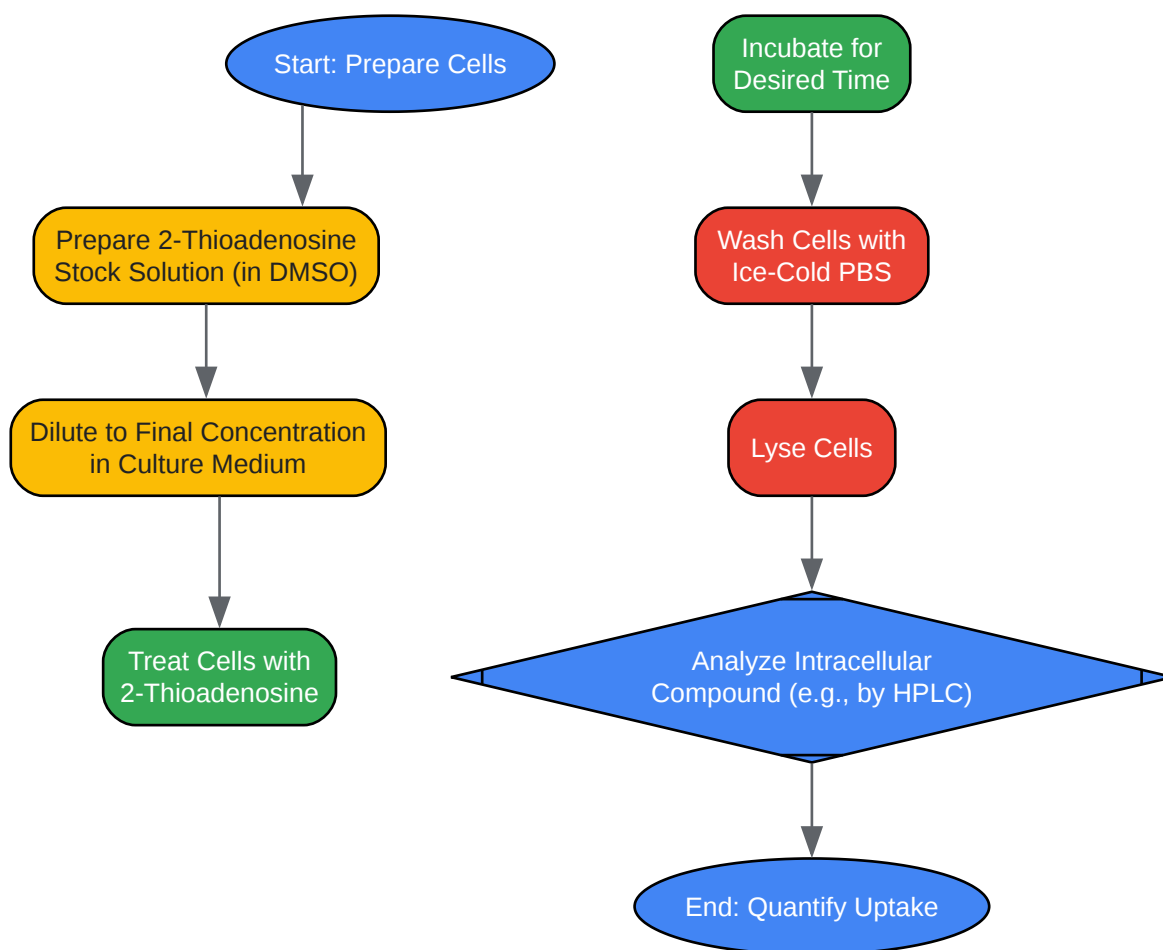 Start: Prepare Cells
Prepare 2-Thioadenosine
Stock Solution (in DMSO)
Dilute to Final Concentration
in Culture Medium
Treat Cells with
2-Thioadenosine
Incubate for
Desired Time
Wash Cells with
Ice-Cold PBS
Lyse Cells
Analyze Intracellular
Compound (e.g., by HPLC)
End: Quantify Uptake